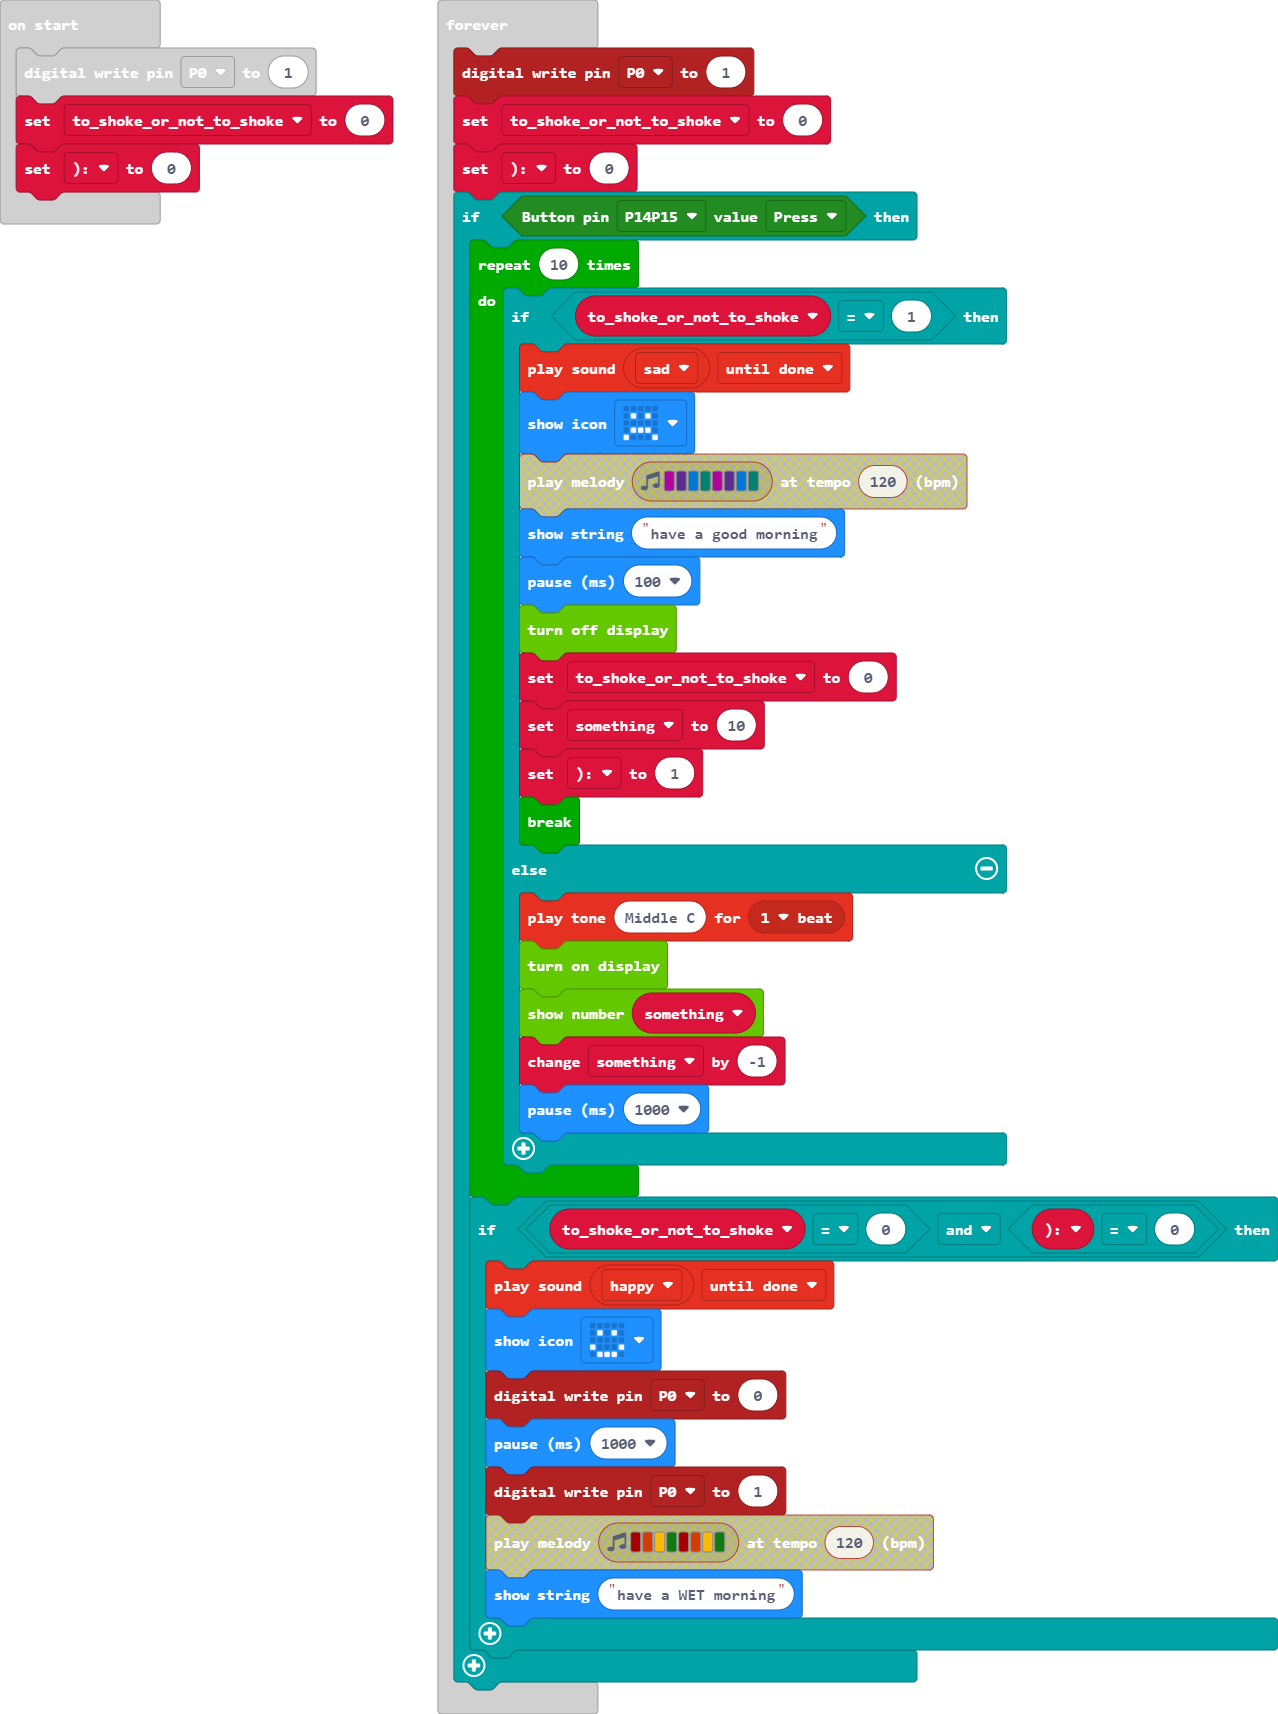 on start
digital write pin P0 to 1
set to_shoke_or_not_to_shoke to 0
set ): to 0
forever
digital write pin P0 to 1
set to_shoke_or_not_to_shoke to 0
set ): to 0
if Button pin P14P15 value Press then
repeat 10 times
do
if to_shoke_or_not_to_shoke = 1 then
play sound sad until done
show icon
play melody at tempo 120 (bpm)
show string "have a good morning"
pause (ms) 100
turn off display
set to_shoke_or_not_to_shoke to 0
set something to 10
set ): to 1
break
else
play tone Middle C for 1 beat
turn on display
show number something
change something by -1
pause (ms) 1000
if to_shoke_or_not_to_shoke = 0 and ): = 0 then
play sound happy until done
show icon
digital write pin P0 to 0
pause (ms) 1000
digital write pin P0 to 1
play melody at tempo 120 (bpm)
show string "have a WET morning"